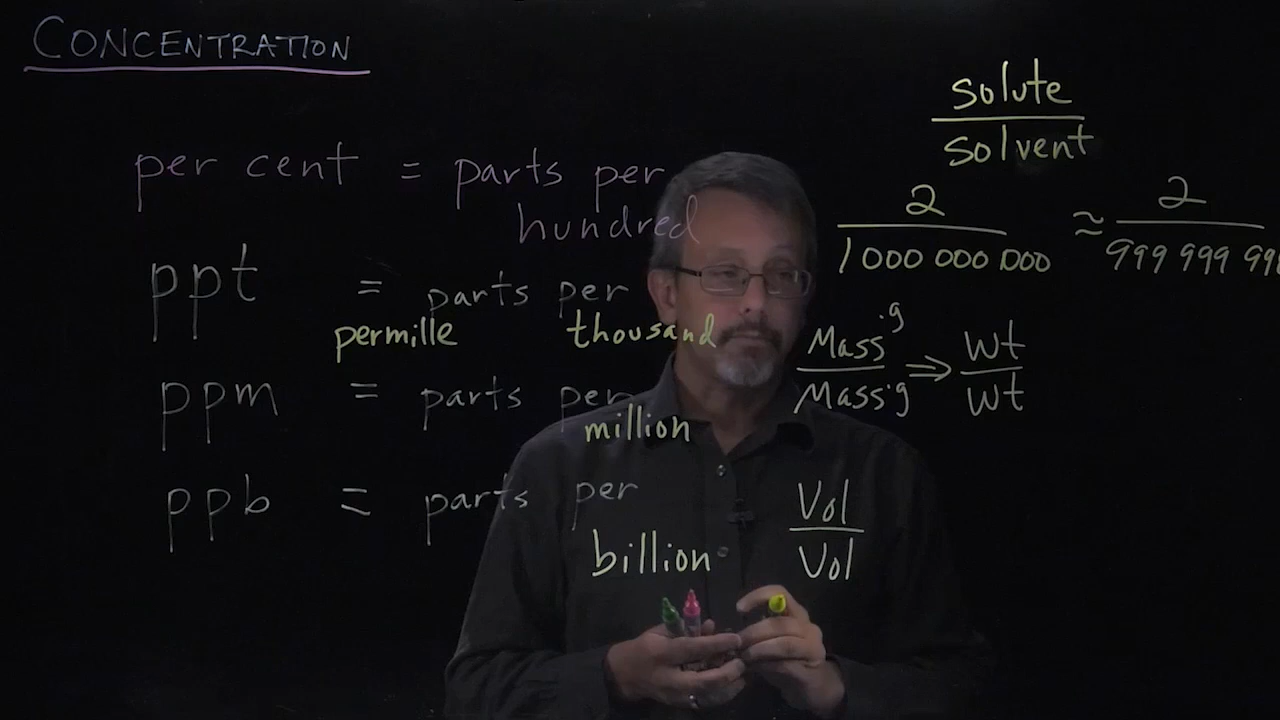 CONCENTRATION
per cent = parts per
hundred
ppt = parts per
permille thousand
ppm = parts per
million
ppb = parts per
billion
solute
solvent
2
1 000 000 000
≈
2
999 999 99
Mass g
Mass g
⇒
Wt
Wt
Vol
Vol